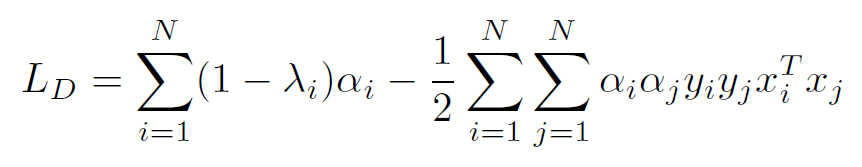 L_D = \sum_{i=1}^{N} (1 - \lambda_i)\alpha_i - \frac{1}{2} \sum_{i=1}^{N} \sum_{j=1}^{N} \alpha_i \alpha_j y_i y_j x_i^T x_j